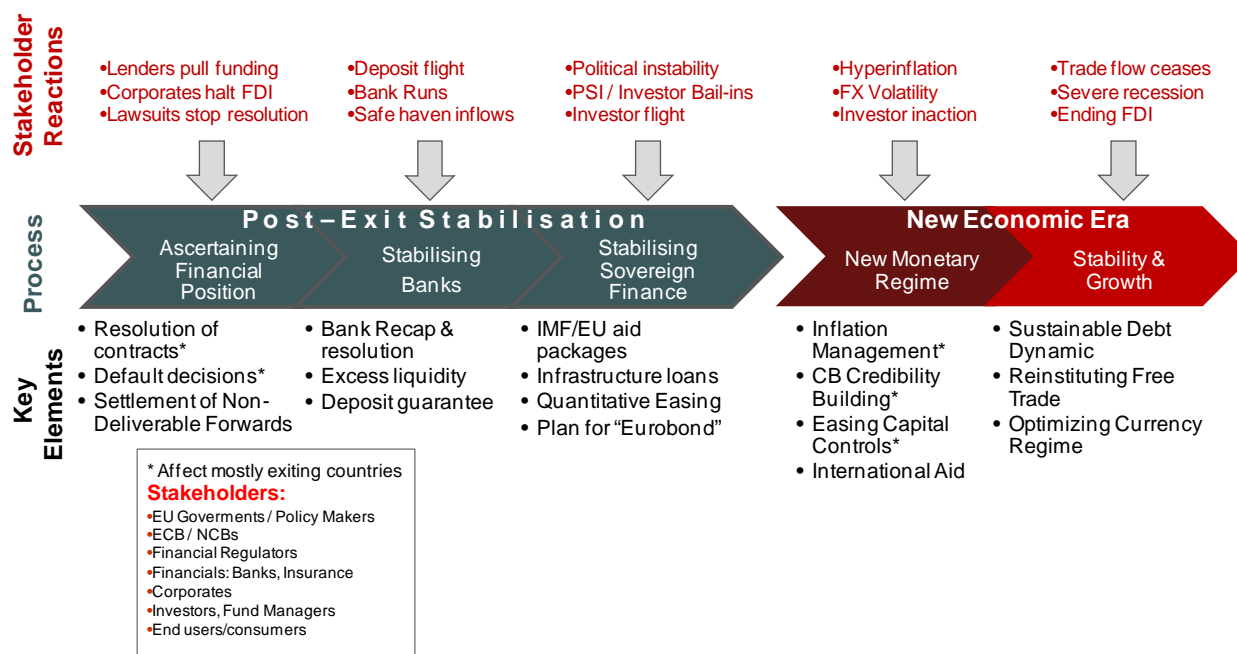 Stakeholder
Reactions
•Lenders pull funding
•Corporates halt FDI
•Lawsuits stop resolution
•Deposit flight
•Bank Runs
•Safe haven inflows
•Political instability
•PSI / Investor Bail-ins
•Investor flight
•Hyperinflation
•FX Volatility
•Investor inaction
•Trade flow ceases
•Severe recession
•Ending FDI
Process
Post–Exit Stabilisation
Ascertaining
Financial
Position
Stabilising
Banks
Stabilising
Sovereign
Finance
New Economic Era
New Monetary
Regime
Stability &
Growth
Key
Elements
• Resolution of
contracts*
• Default decisions*
• Settlement of Non-
Deliverable Forwards
• Bank Recap &
resolution
• Excess liquidity
• Deposit guarantee
• IMF/EU aid
packages
• Infrastructure loans
• Quantitative Easing
• Plan for “Eurobond”
• Inflation
Management*
• CB Credibility
Building*
• Easing Capital
Controls*
• International Aid
• Sustainable Debt
Dynamic
• Reinstituting Free
Trade
• Optimizing Currency
Regime
* Affect mostly exiting countries
Stakeholders:
•EU Goverments / Policy Makers
•ECB / NCBs
•Financial Regulators
•Financials: Banks, Insurance
•Corporates
•Investors, Fund Managers
•End users/consumers